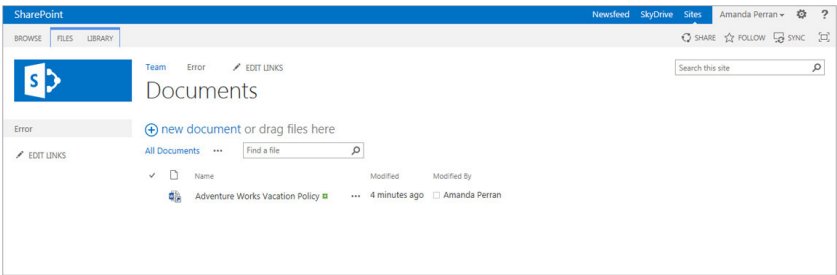 SharePoint Newsfeed SkyDrive Sites Amanda Perran ?
BROWSE FILES LIBRARY SHARE FOLLOW SYNC
S
Team Error EDIT LINKS
Search this site
Documents
Error
EDIT LINKS
new document or drag files here
All Documents ... Find a file
Name Modified Modified By
Adventure Works Vacation Policy ... 4 minutes ago Amanda Perran